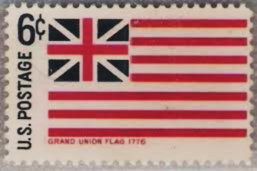 6¢
U.S. POSTAGE
GRAND UNION FLAG 1776